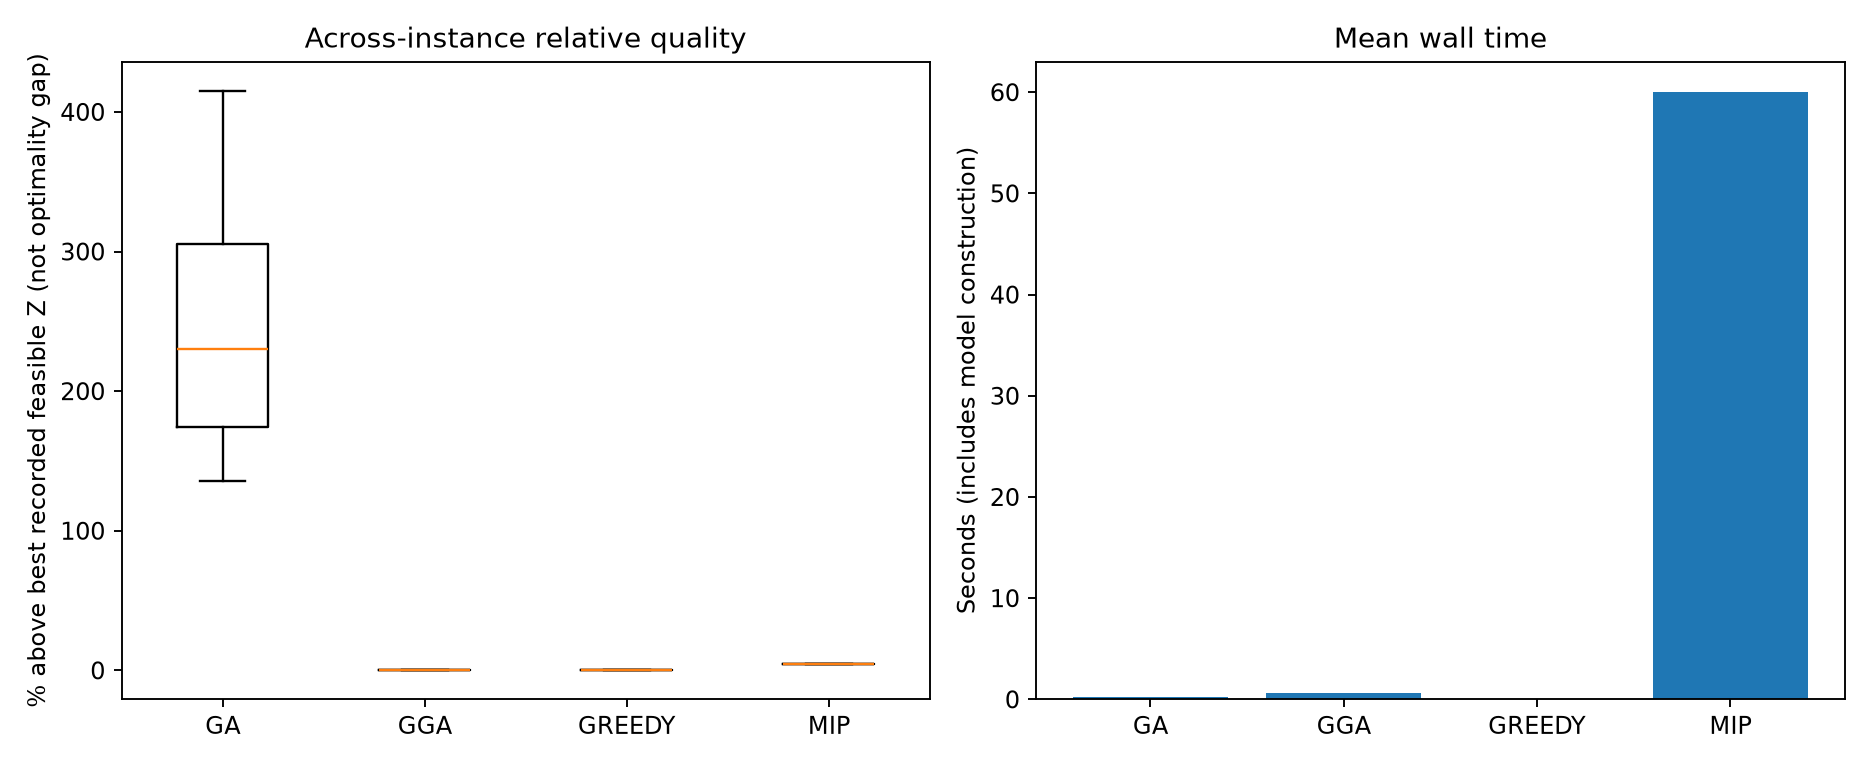 Across-instance relative quality
% above best recorded feasible Z (not optimality gap)
400
300
200
100
0
GA
GGA
GREEDY
MIP
Mean wall time
Seconds (includes model construction)
60
50
40
30
20
10
0
GA
GGA
GREEDY
MIP